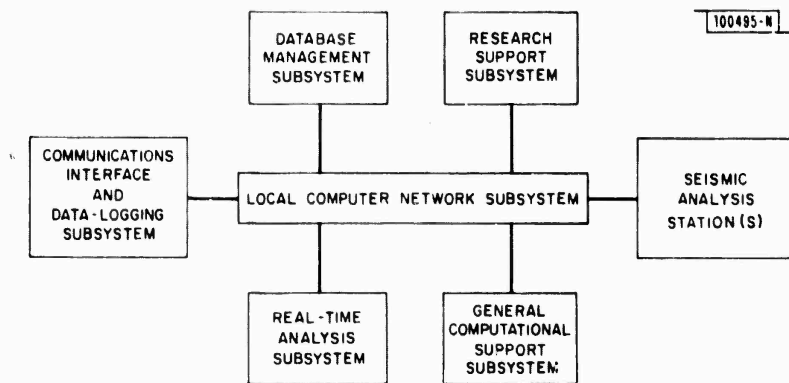 100495-N
DATABASE
MANAGEMENT
SUBSYSTEM
RESEARCH
SUPPORT
SUBSYSTEM
COMMUNICATIONS
INTERFACE
AND
DATA-LOGGING
SUBSYSTEM
LOCAL COMPUTER NETWORK SUBSYSTEM
SEISMIC
ANALYSIS
STATION(S)
REAL-TIME
ANALYSIS
SUBSYSTEM
GENERAL
COMPUTATIONAL
SUPPORT
SUBSYSTEM